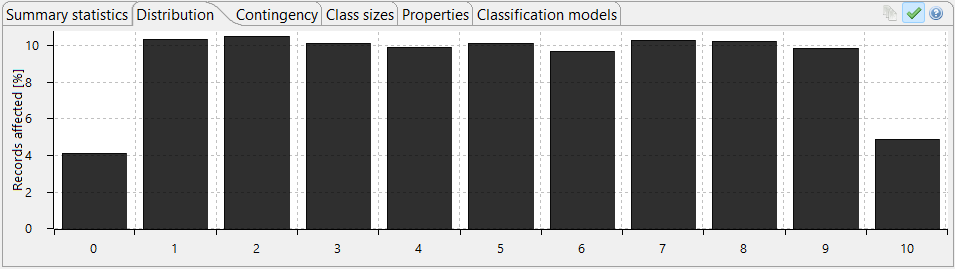 Summary statistics Distribution Contingency Class sizes Properties Classification models
Records affected [%]
10
8
6
4
2
0
0 1 2 3 4 5 6 7 8 9 10